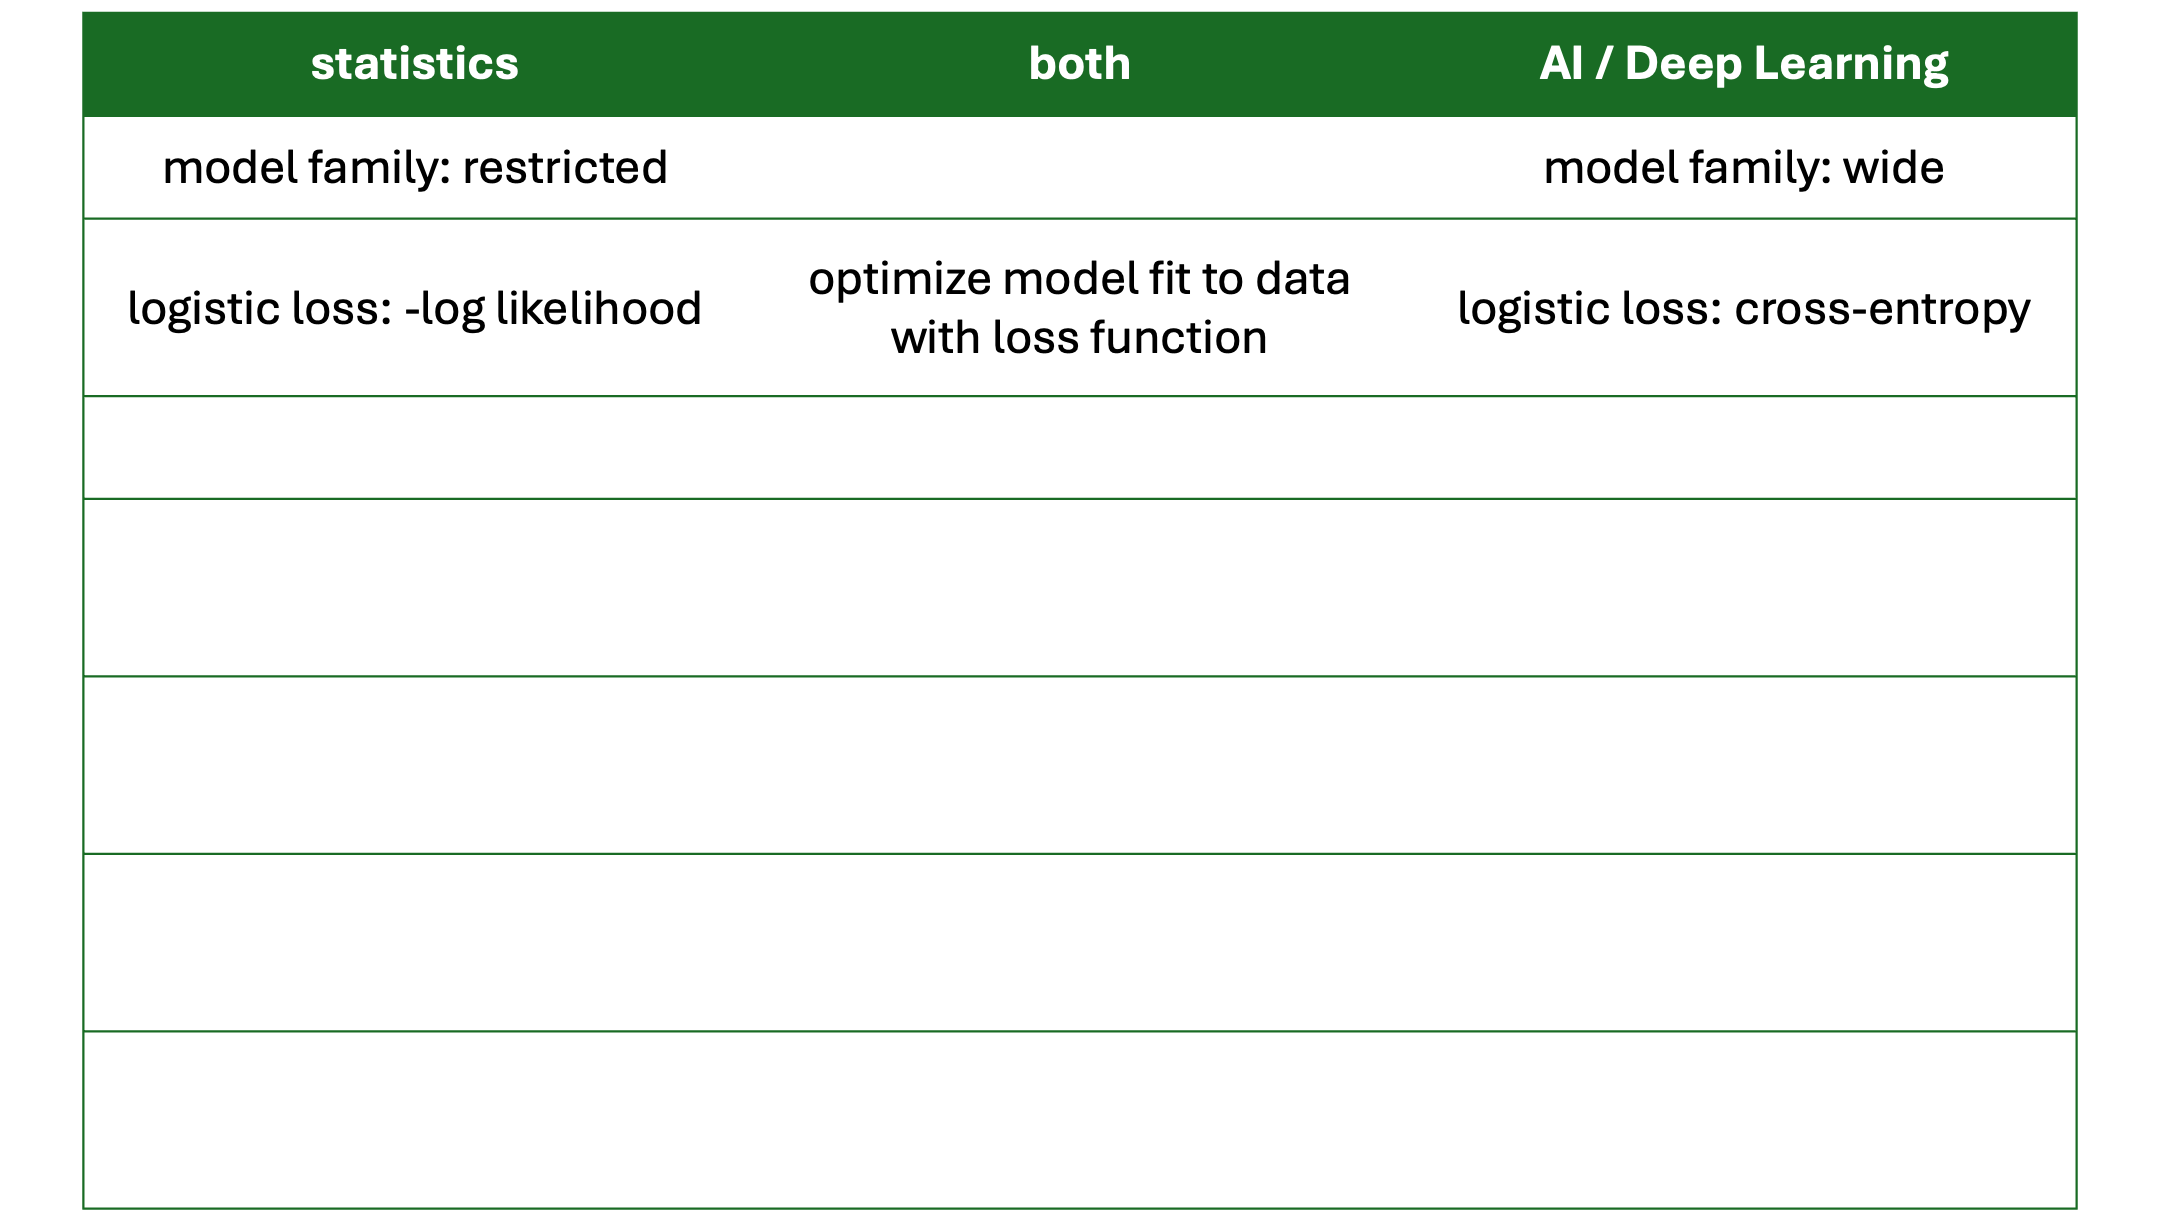 statistics
both
AI / Deep Learning
model family: restricted
model family: wide
logistic loss: -log likelihood
optimize model fit to data
with loss function
logistic loss: cross-entropy